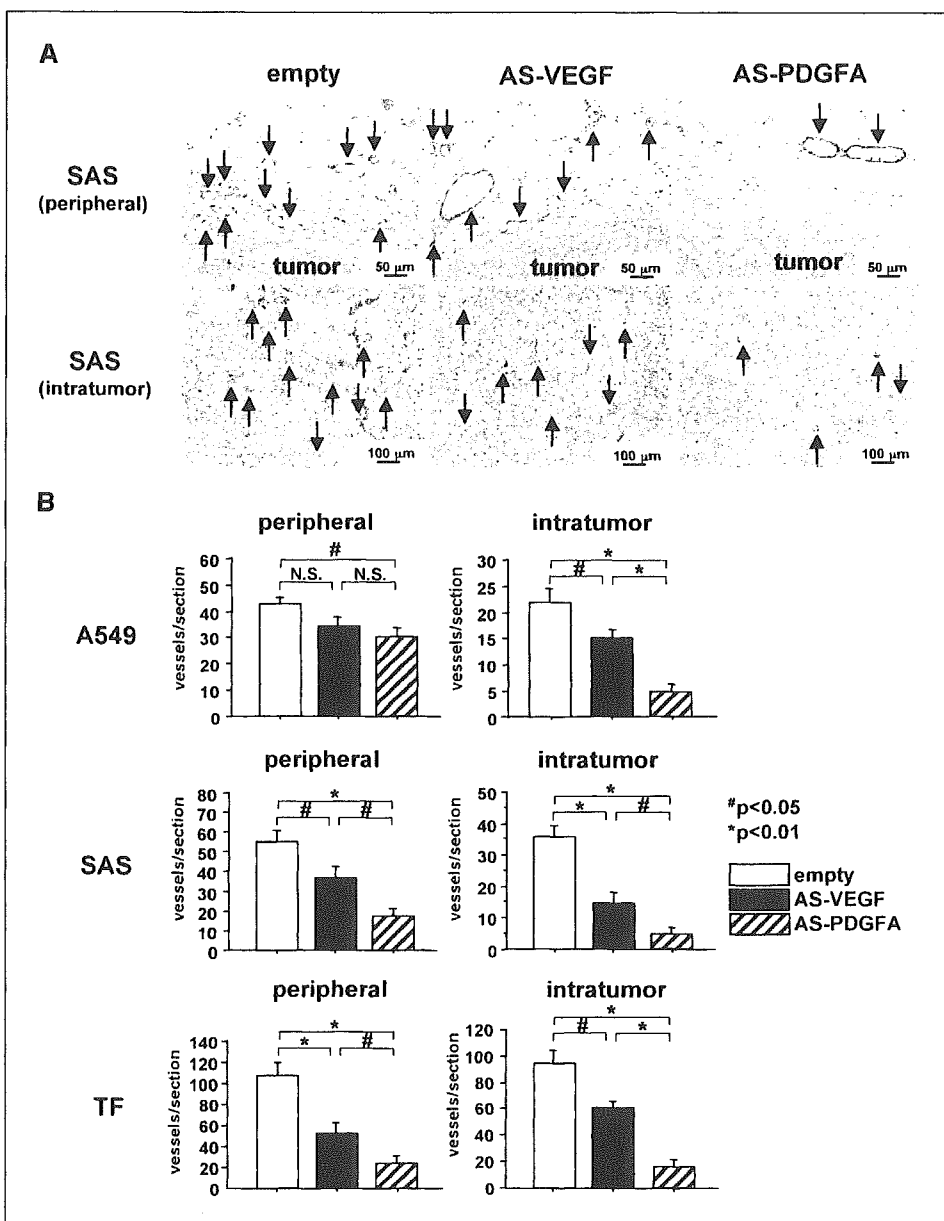 A
empty AS-VEGF AS-PDGFA
SAS
(peripheral)
tumor 50 μm tumor 50 μm tumor 50 μm
SAS
(intratumor)
100 μm 100 μm 100 μm
B
peripheral intratumor
A549
vessels/section
60
50
40
30
20
10
0
#
N.S. N.S.
vessels/section
25
20
15
10
5
0
*
# *
peripheral intratumor
SAS
vessels/section
80
70
60
50
40
30
20
10
0
*
# #
vessels/section
50
40
30
20
10
0
*
* #
#p<0.05
*p<0.01
empty
AS-VEGF
AS-PDGFA
peripheral intratumor
TF
vessels/section
140
120
100
80
60
40
20
0
*
* #
vessels/section
120
100
80
60
40
20
0
*
# *